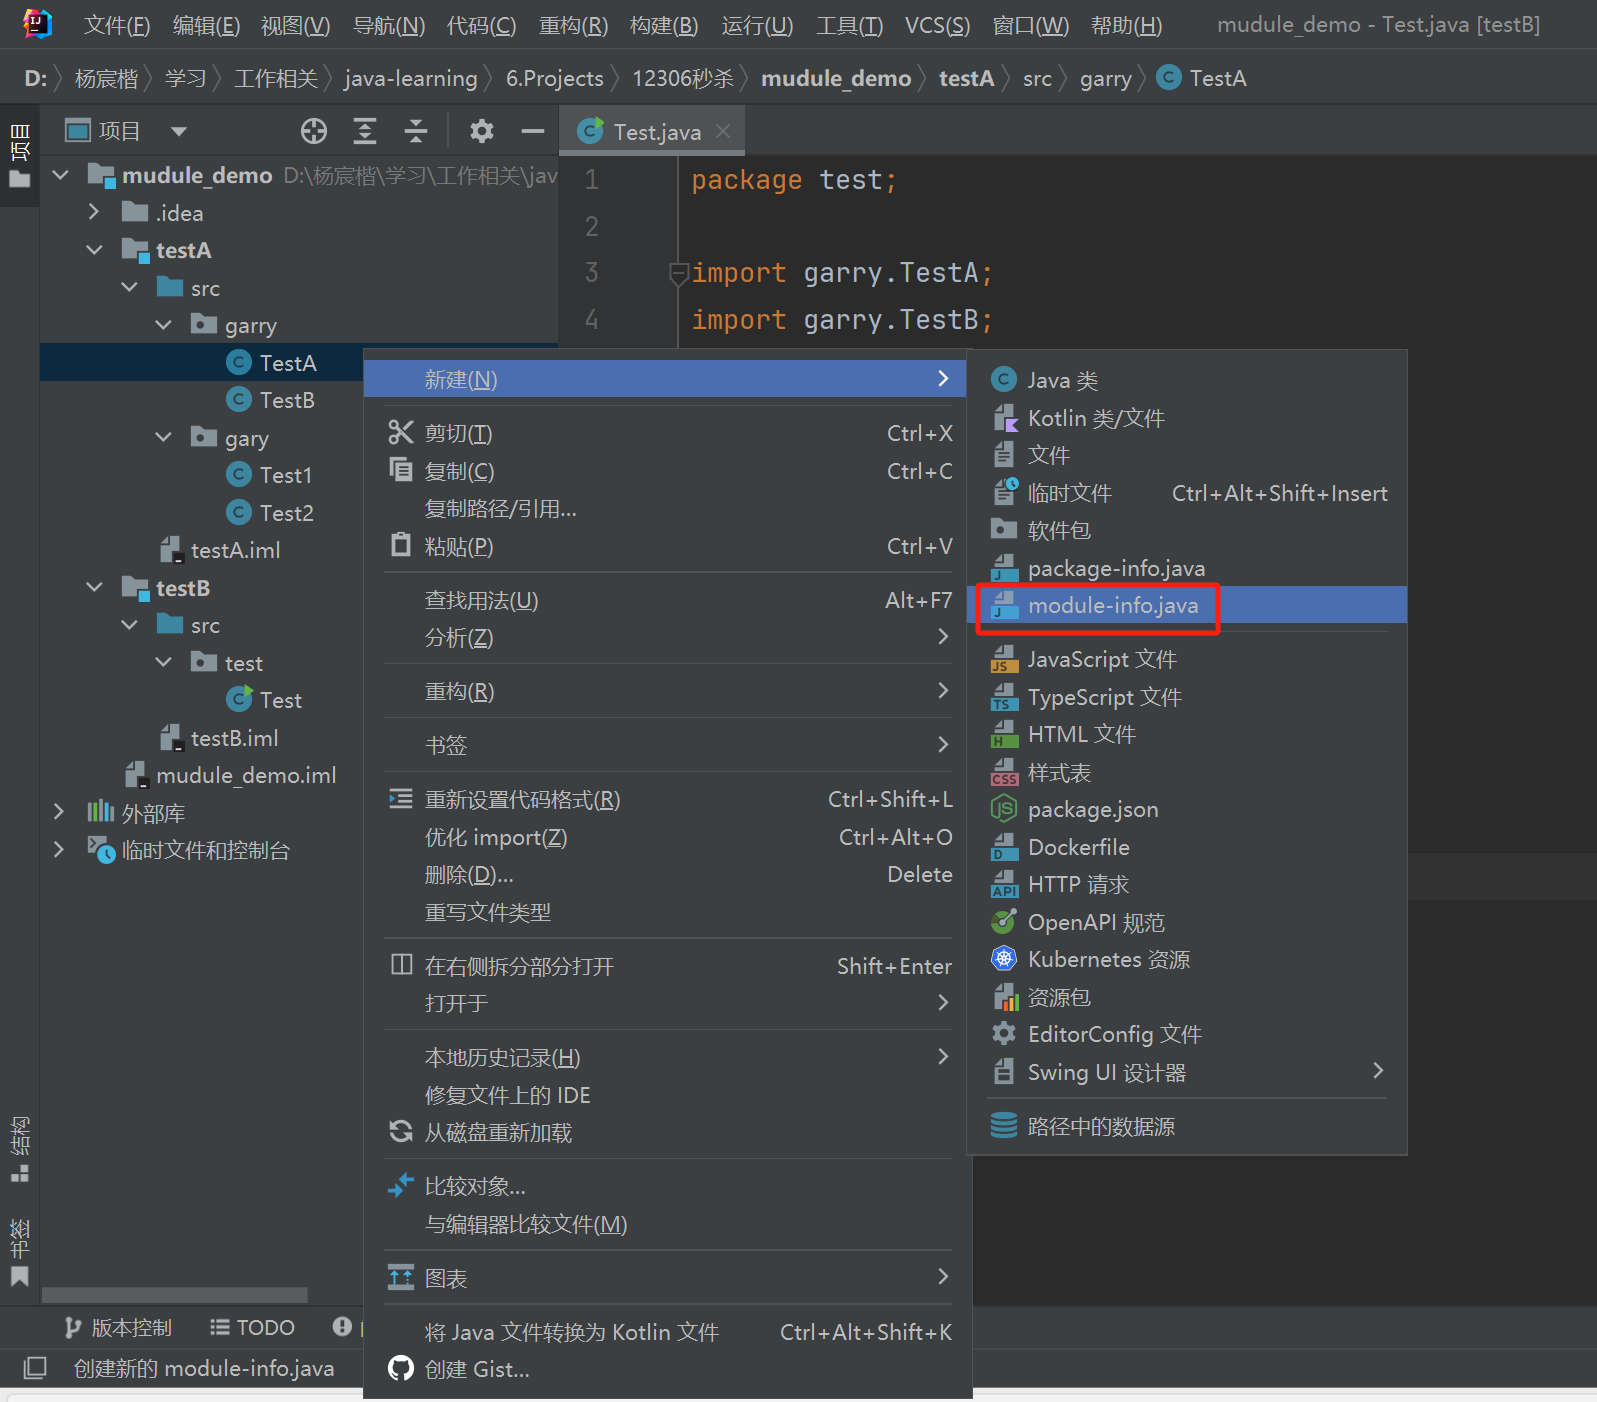 文件(F) 编辑(E) 视图(V) 导航(N) 代码(C) 重构(R) 构建(B) 运行(U) 工具(T) VCS(S) 窗口(W) 帮助(H) mudule_demo - Test.java [testB]
D: 杨宸楷 学习 工作相关 java-learning 6.Projects 12306秒杀 mudule_demo testA src garry TestA
项目
项目
Test.java
mudule_demo D:\杨宸楷\学习\工作相关\jav
.idea
testA
src
garry
TestA
TestB
gary
Test1
Test2
testA.iml
testB
src
test
Test
testB.iml
mudule_demo.iml
外部库
临时文件和控制台
1 package test;
2
3 import garry.TestA;
4 import garry.TestB;
新建(N)
剪切(T) Ctrl+X
复制(C) Ctrl+C
复制路径/引用...
粘贴(P) Ctrl+V
查找用法(U) Alt+F7
分析(Z)
重构(R)
书签
重新设置代码格式(R) Ctrl+Shift+L
优化 import(Z) Ctrl+Alt+O
删除(D)... Delete
重写文件类型
在右侧拆分部分打开 Shift+Enter
打开于
本地历史记录(H)
修复文件上的 IDE
从磁盘重新加载
比较对象...
与编辑器比较文件(M)
图表
将 Java 文件转换为 Kotlin 文件 Ctrl+Alt+Shift+K
创建 Gist...
Java 类
Kotlin 类/文件
文件
临时文件 Ctrl+Alt+Shift+Insert
软件包
package-info.java
module-info.java
JavaScript 文件
TypeScript 文件
HTML 文件
样式表
package.json
Dockerfile
HTTP 请求
OpenAPI 规范
Kubernetes 资源
资源包
EditorConfig 文件
Swing UI 设计器
路径中的数据源
结构
书签
版本控制 TODO
创建新的 module-info.java